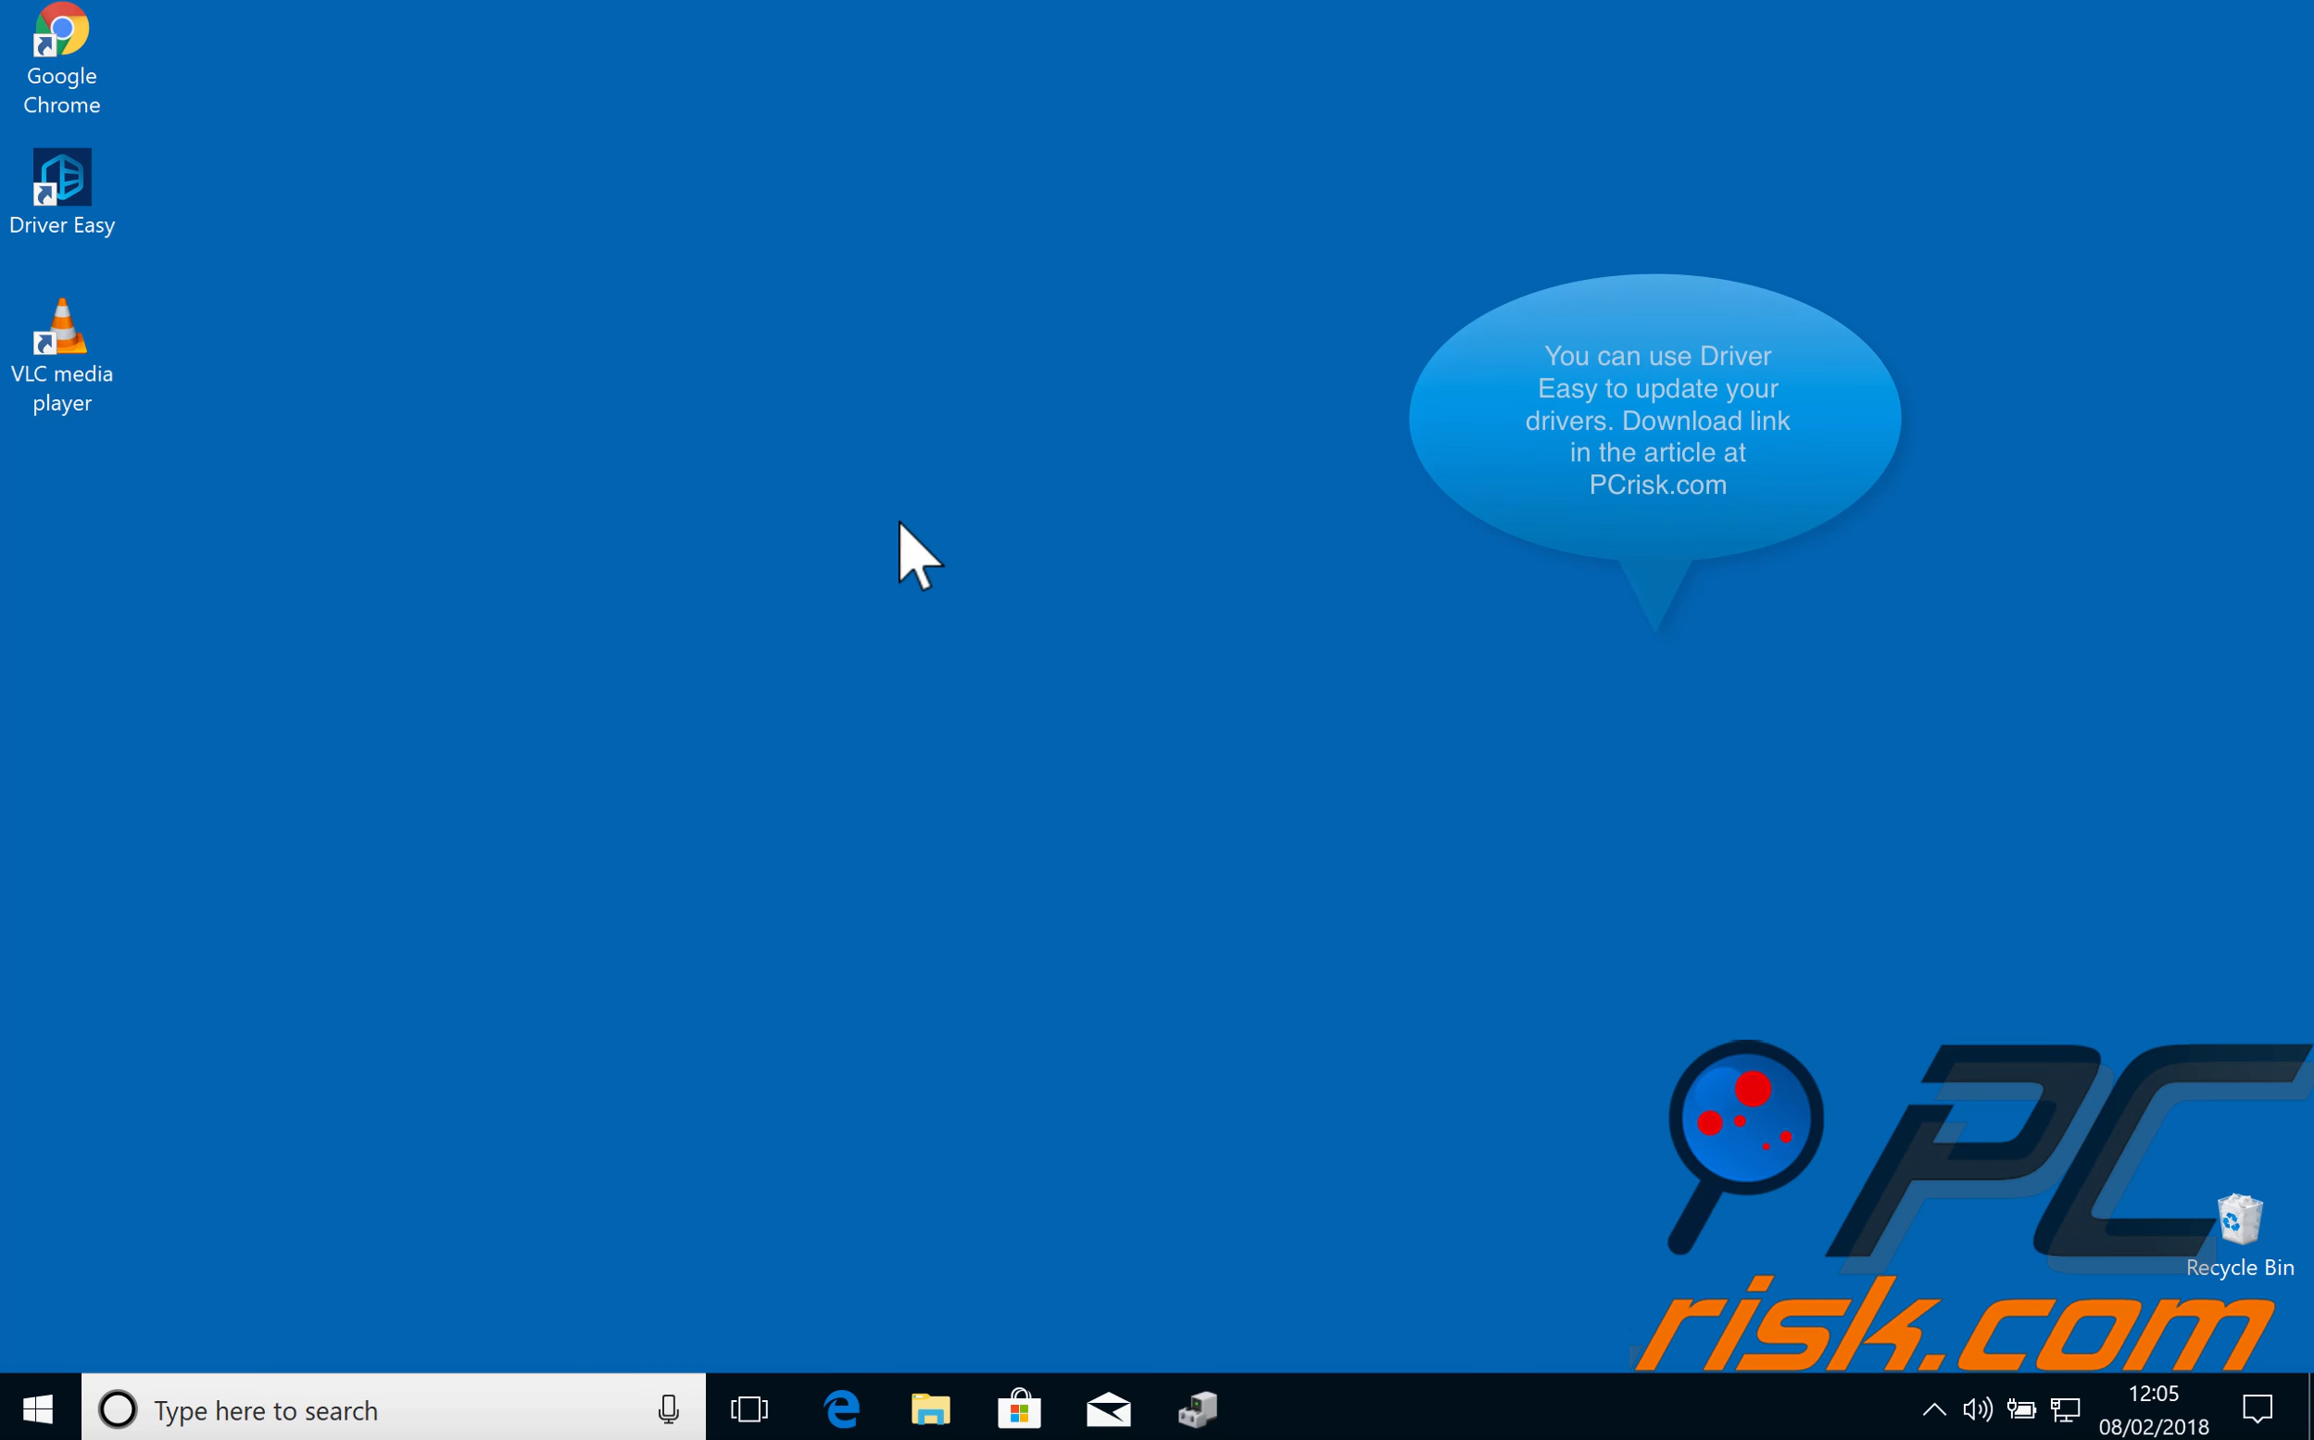 Google
Chrome
Driver Easy
VLC media
player
You can use Driver
Easy to update your
drivers. Download link
in the article at
PCrisk.com
PC
risk.com
Recycle Bin
Type here to search
12:05
08/02/2018